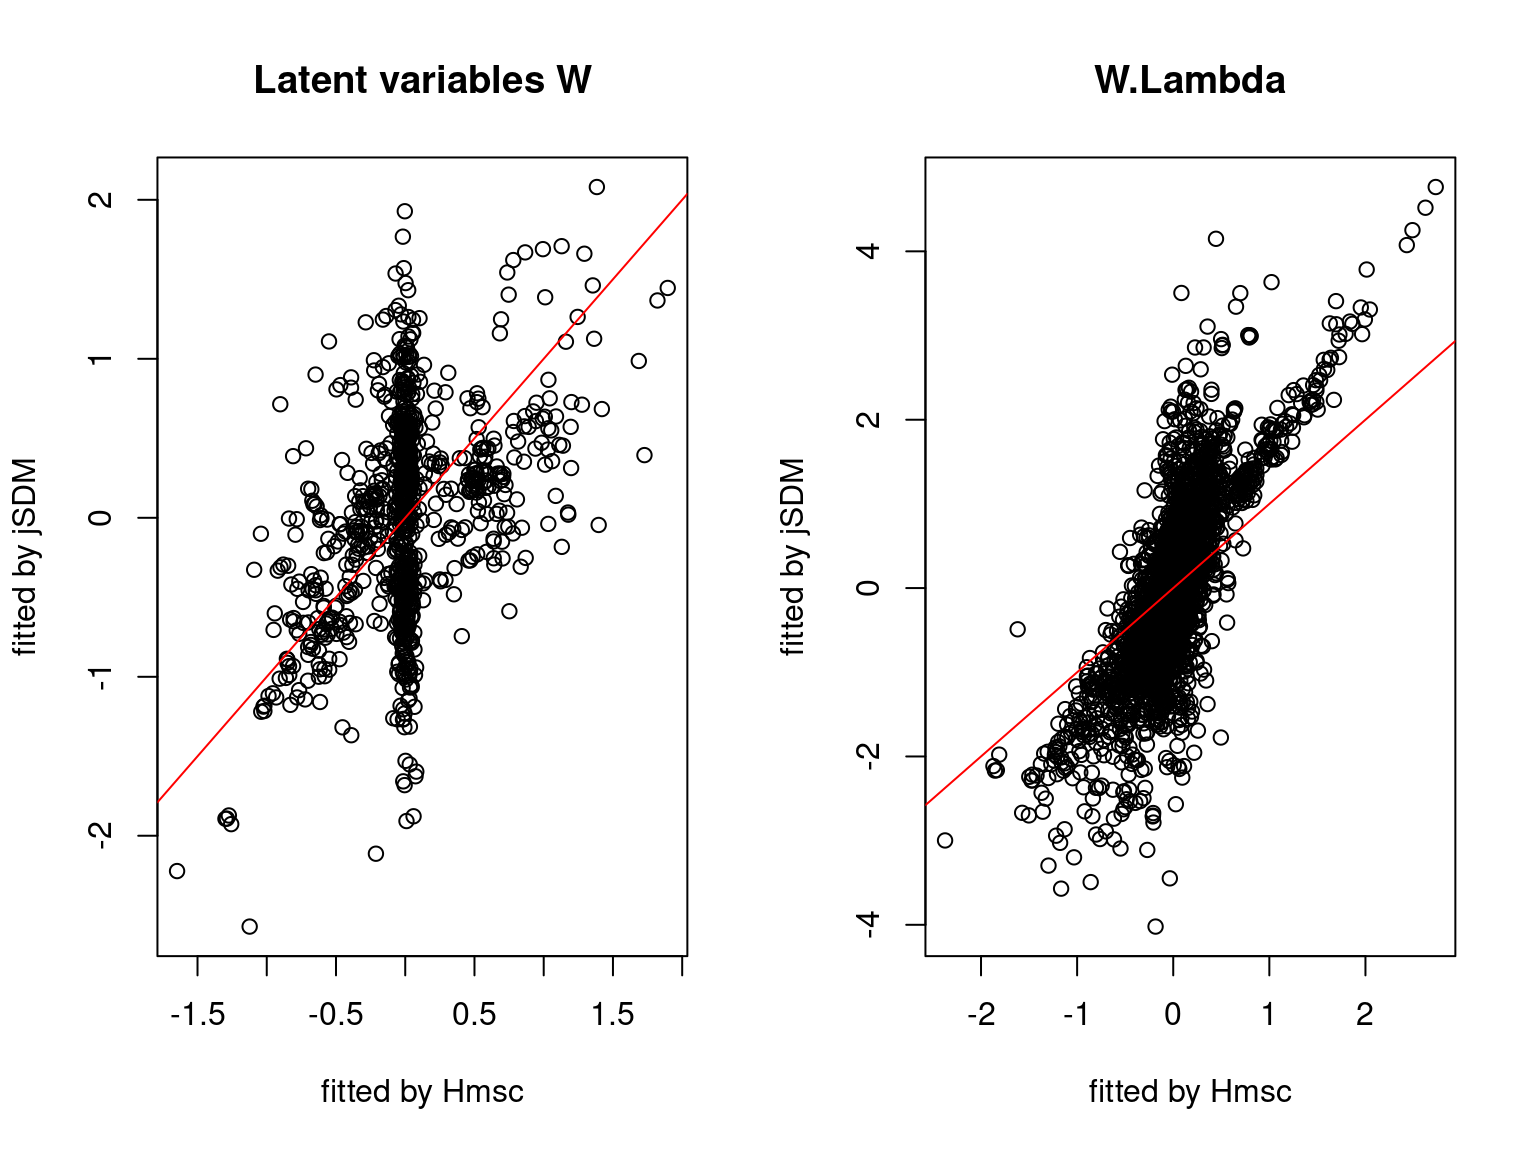 Latent variables W
fitted by jSDM
2
1
0
-1
-2
-1.5 -0.5 0.5 1.5
fitted by Hmsc
W.Lambda
fitted by jSDM
4
2
0
-2
-4
-2 -1 0 1 2
fitted by Hmsc